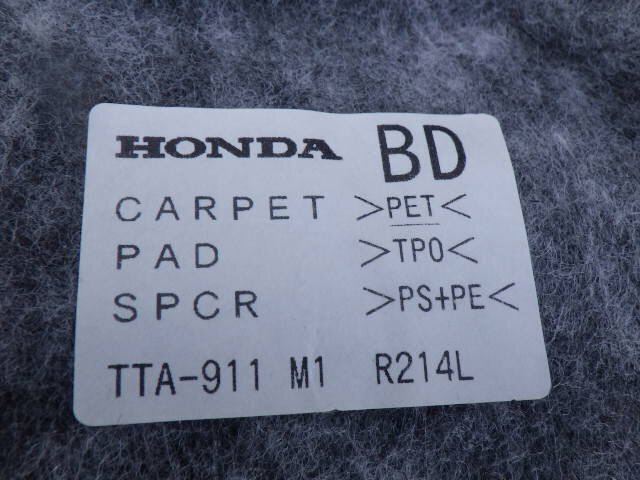 HONDA BD
CARPET >PET<
PAD >TPO<
SPCR >PS+PE<
TTA-911 M1 R214L